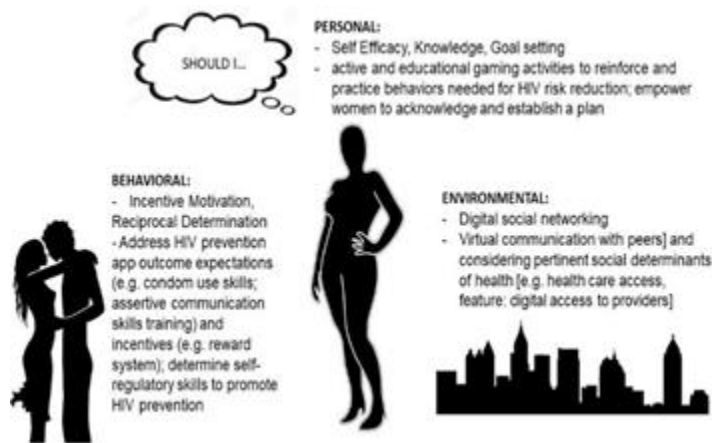 SHOULD I...
PERSONAL:
- Self Efficacy, Knowledge, Goal setting
- active and educational gaming activities to reinforce and
practice behaviors needed for HIV risk reduction; empower
women to acknowledge and establish a plan
BEHAVIORAL:
- Incentive Motivation,
Reciprocal Determination
- Address HIV prevention
app outcome expectations
(e.g. condom use skills;
assertive communication
skills training) and
incentives (e.g. reward
system); determine self-
regulatory skills to promote
HIV prevention
ENVIRONMENTAL:
- Digital social networking
- Virtual communication with peers] and
considering pertinent social determinants
of health [e.g. health care access,
feature: digital access to providers]